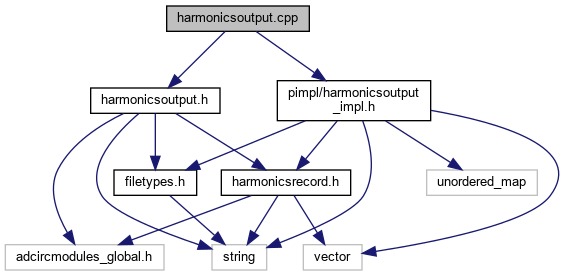 harmonicsoutput.cpp
harmonicsoutput.h
pimpl/harmonicsoutput
_impl.h
filetypes.h
harmonicsrecord.h
unordered_map
adcircmodules_global.h
string
vector